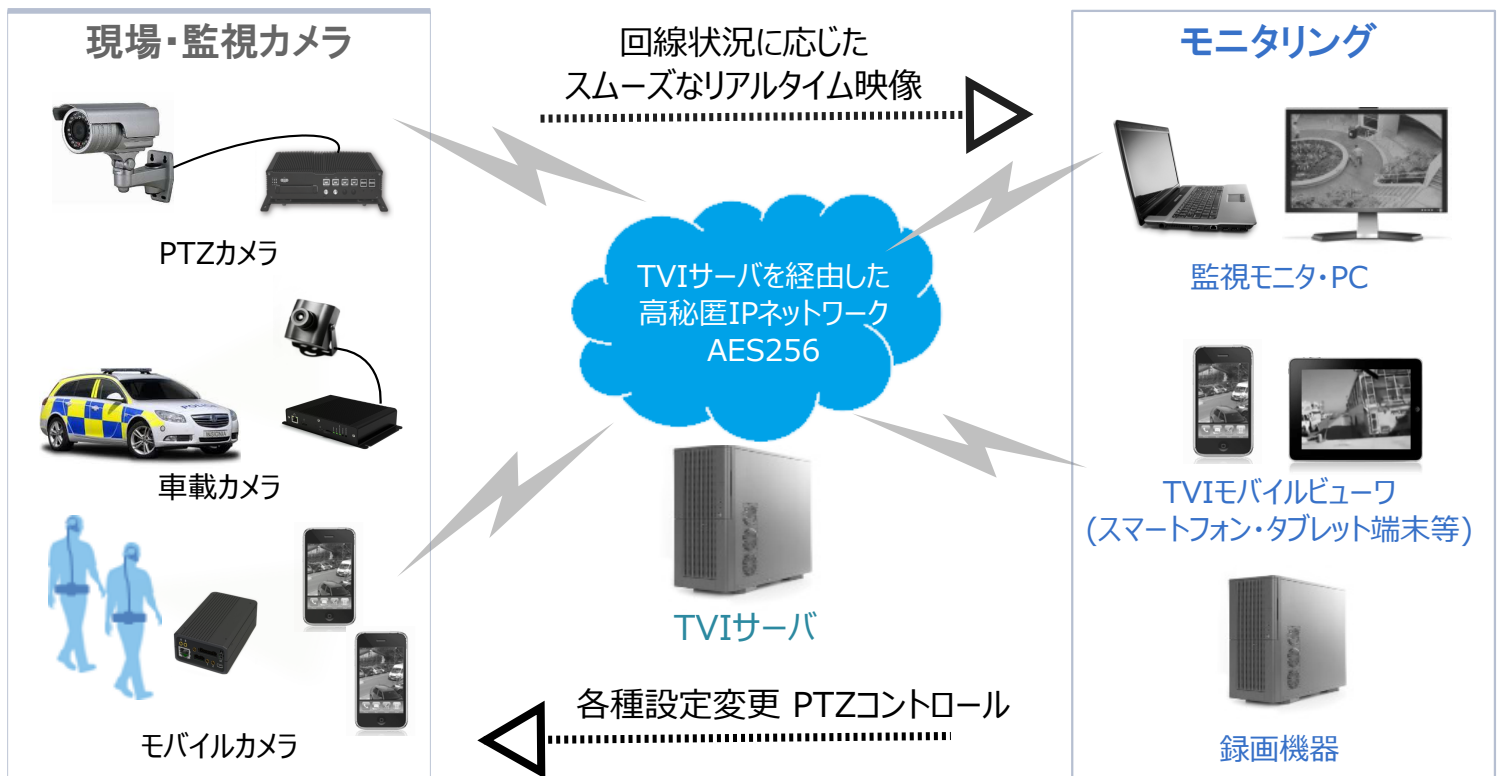 現場・監視カメラ
PTZカメラ
車載カメラ
モバイルカメラ
回線状況に応じた
スムーズなリアルタイム映像
TVIサーバを経由した
高秘匿IPネットワーク
AES256
TVIサーバ
各種設定変更 PTZコントロール
モニタリング
監視モニタ・PC
TVIモバイルビューワ
(スマートフォン・タブレット端末等)
録画機器